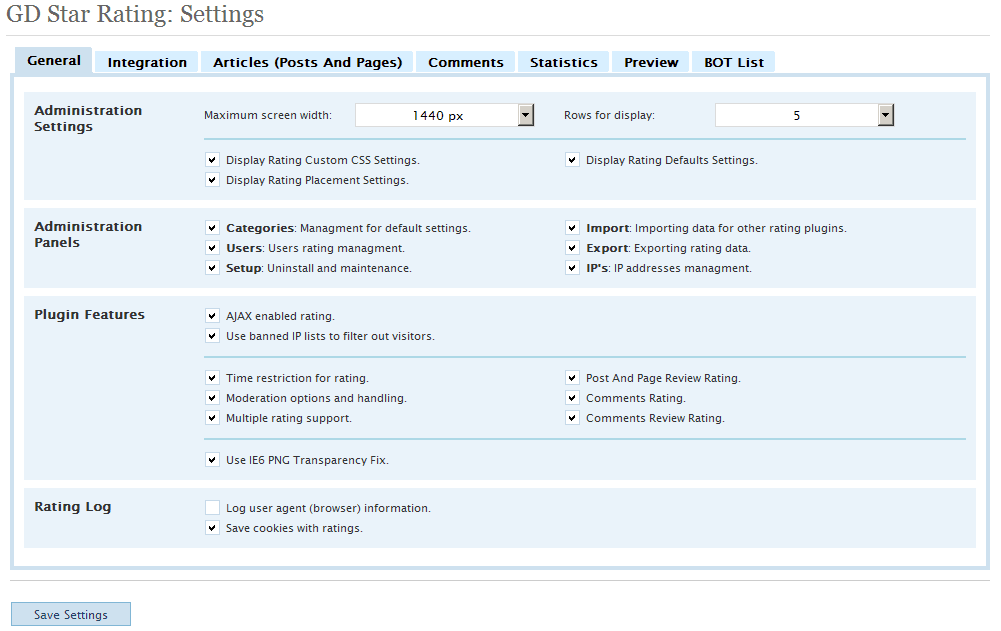 GD Star Rating: Settings
General Integration Articles (Posts And Pages) Comments Statistics Preview BOT List
Administration Settings
Maximum screen width: 1440 px Rows for display: 5
Display Rating Custom CSS Settings. Display Rating Defaults Settings.
Display Rating Placement Settings.
Administration Panels
Categories: Managment for default settings. Import: Importing data for other rating plugins.
Users: Users rating managment. Export: Exporting rating data.
Setup: Uninstall and maintenance. IP's: IP addresses managment.
Plugin Features
AJAX enabled rating.
Use banned IP lists to filter out visitors.
Time restriction for rating. Post And Page Review Rating.
Moderation options and handling. Comments Rating.
Multiple rating support. Comments Review Rating.
Use IE6 PNG Transparency Fix.
Rating Log
Log user agent (browser) information.
Save cookies with ratings.
Save Settings